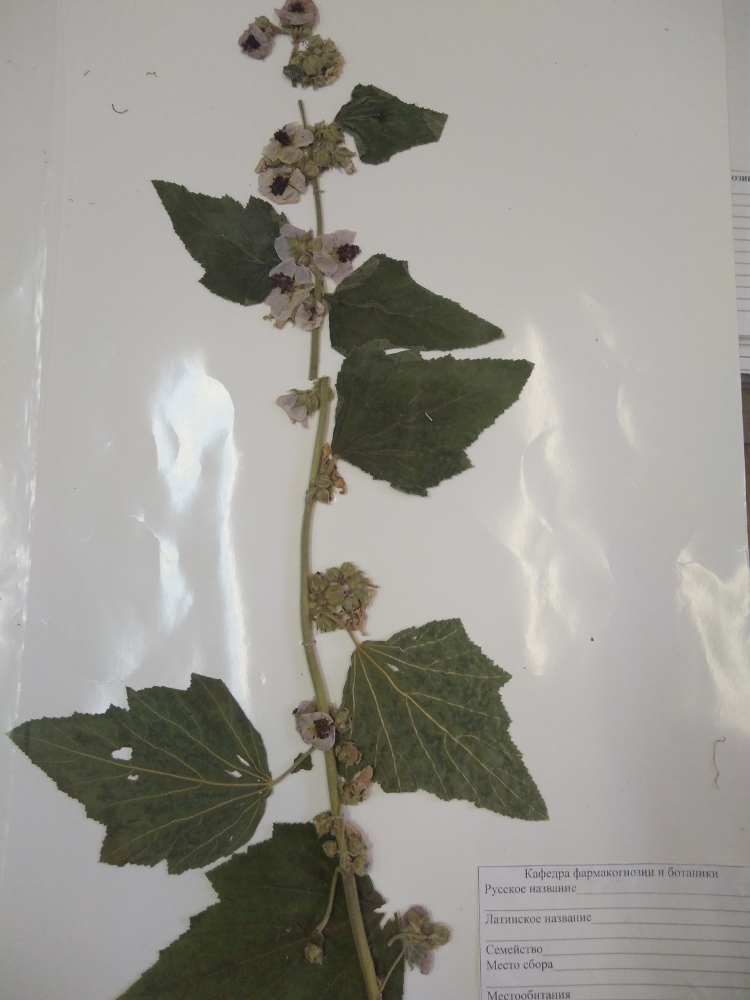 Кафедра фармакогнозии и ботаники
Русское название
Латинское название
Семейство
Место сбора
Местообитания